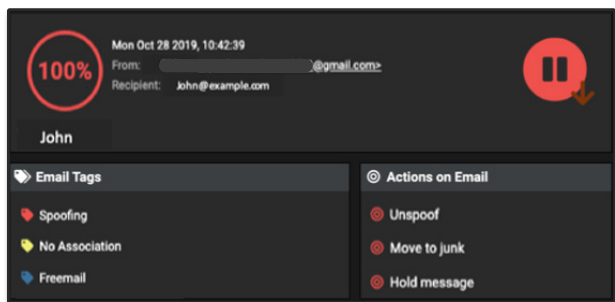 100%
Mon Oct 28 2019, 10:42:39
From: @gmail.com>
Recipient: John@example.com
John
Email Tags
Spoofing
No Association
Freemail
Actions on Email
Unspoof
Move to junk
Hold message